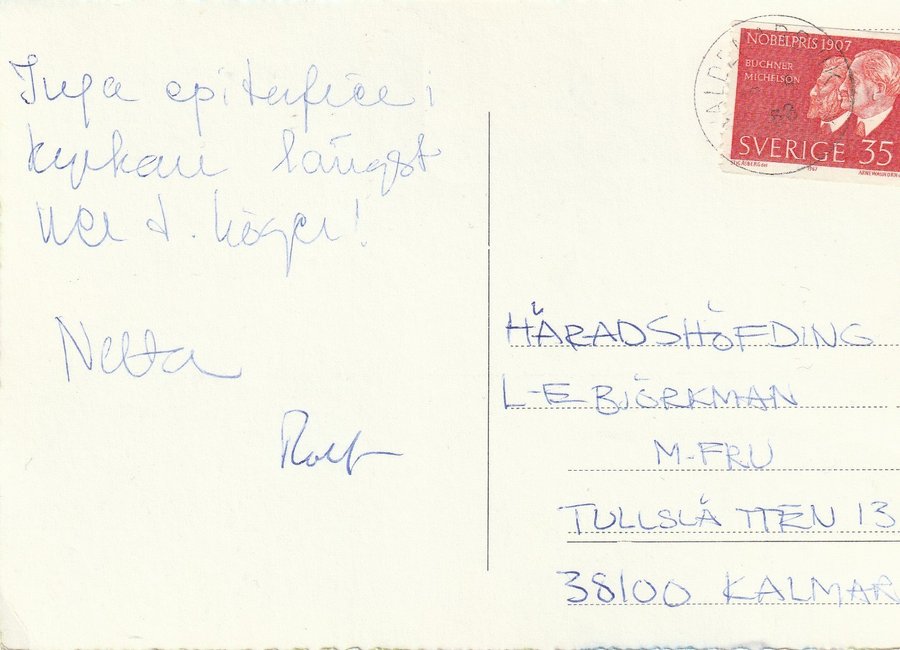 Inga epitafier i
kyrkan längst
ner t. höger!
Netta
Rolf
NOBELPRIS 1907
BUCHNER
MICHELSON
SVERIGE 35
1967
HÄRADSHÖFDING
L-E BJÖRKMAN
M-FRU
TULLSLÄTTEN 13
38100 KALMAR